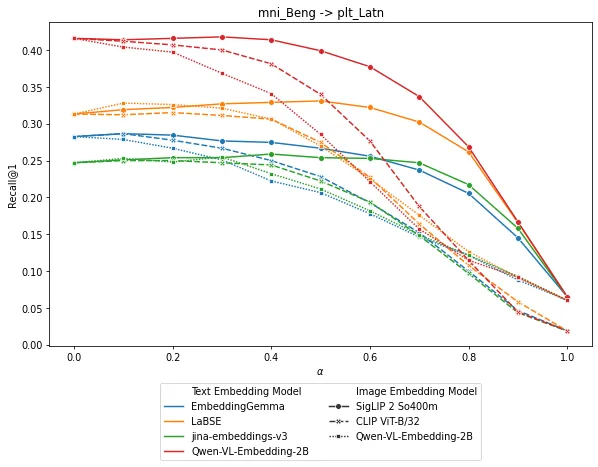 mni_Beng -> plt_Latn
Recall@1
0.40
0.35
0.30
0.25
0.20
0.15
0.10
0.05
0.00
0.0 0.2 0.4 0.6 0.8 1.0
α
Text Embedding Model
EmbeddingGemma
LaBSE
jina-embeddings-v3
Qwen-VL-Embedding-2B
Image Embedding Model
SigLIP 2 So400m
CLIP ViT-B/32
Qwen-VL-Embedding-2B